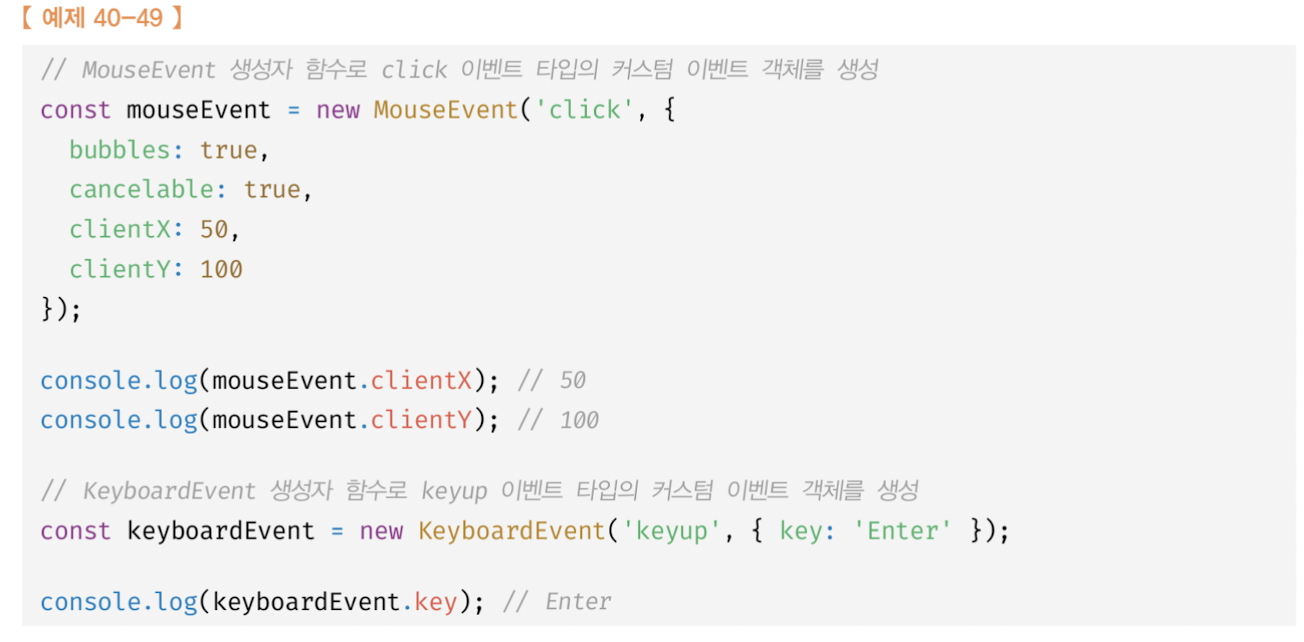 【 예제 40-49 】
// MouseEvent 생성자 함수로 click 이벤트 타입의 커스텀 이벤트 객체를 생성
const mouseEvent = new MouseEvent('click', {
  bubbles: true,
  cancelable: true,
  clientX: 50,
  clientY: 100
});
console.log(mouseEvent.clientX); // 50
console.log(mouseEvent.clientY); // 100
// KeyboardEvent 생성자 함수로 keyup 이벤트 타입의 커스텀 이벤트 객체를 생성
const keyboardEvent = new KeyboardEvent('keyup', { key: 'Enter' });
console.log(keyboardEvent.key); // Enter